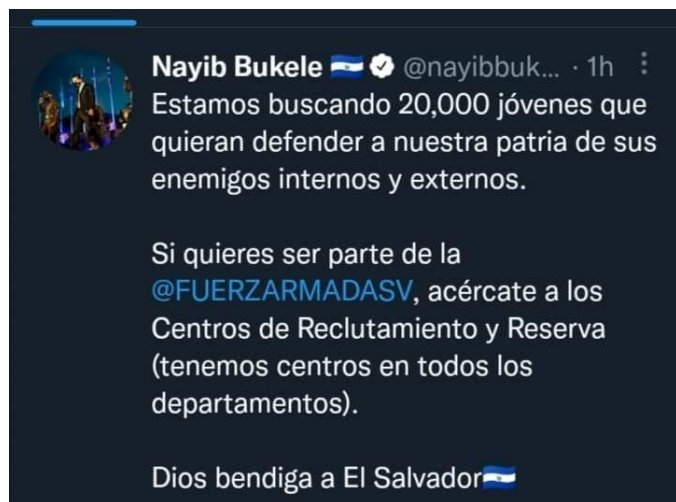 Nayib Bukele 🇸🇻 @nayibbuk... · 1h
Estamos buscando 20,000 jóvenes que
quieran defender a nuestra patria de sus
enemigos internos y externos.
Si quieres ser parte de la
@FUERZARMADASV, acércate a los
Centros de Reclutamiento y Reserva
(tenemos centros en todos los
departamentos).
Dios bendiga a El Salvador🇸🇻